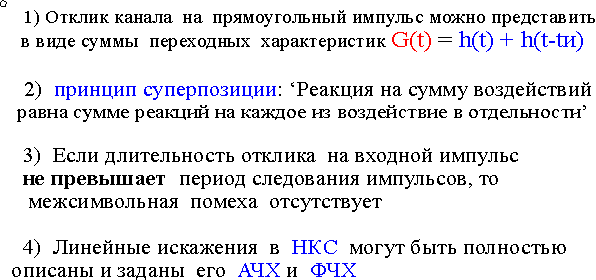 1) Отклик канала на прямоугольный импульс можно представить
в виде суммы переходных характеристик G(t) = h(t) + h(t-tи)
2) принцип суперпозиции: ‘Реакция на сумму воздействий
равна сумме реакций на каждое из воздействие в отдельности’
3) Если длительность отклика на входной импульс
не превышает период следования импульсов, то
межсимвольная помеха отсутствует
4) Линейные искажения в НКС могут быть полностью
описаны и заданы его АЧХ и ФЧХ